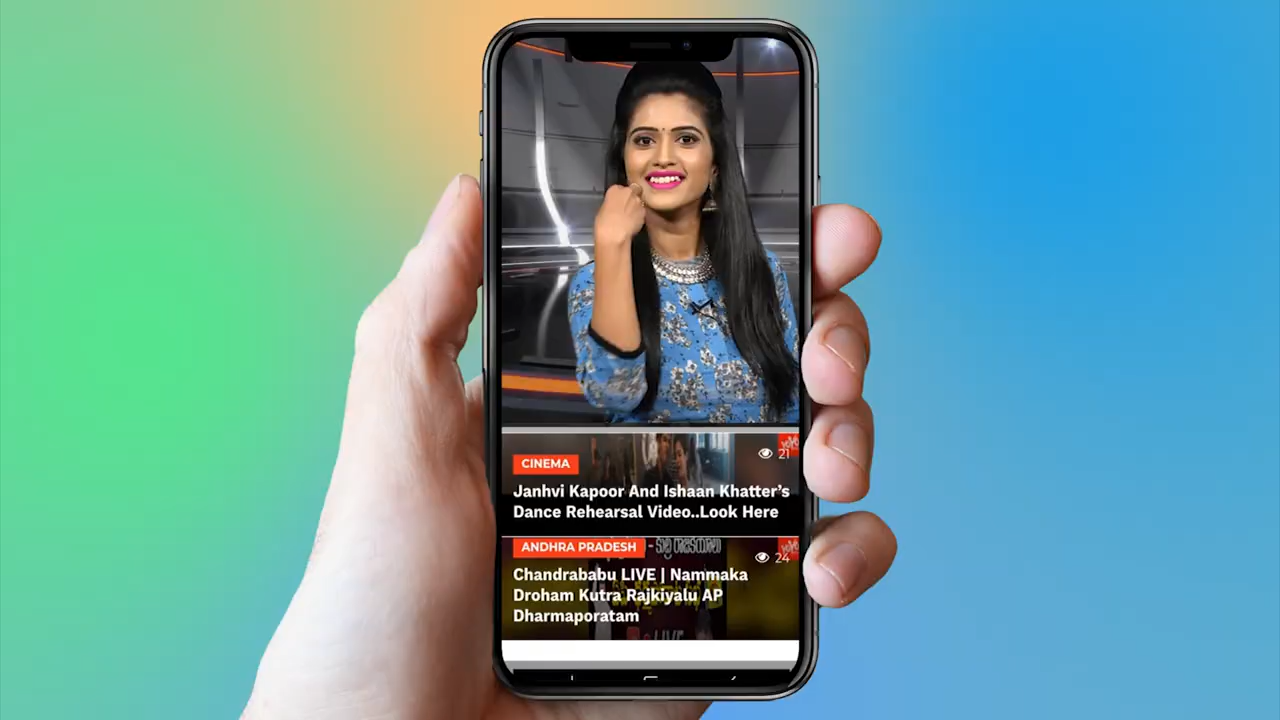 21
CINEMA
Janhvi Kapoor And Ishaan Khatter's
Dance Rehearsal Video..Look Here
ANDHRA PRADESH
24
Chandrababu LIVE | Nammaka
Droham Kutra Rajkiyalu AP
Dharmaporatam
LIVE